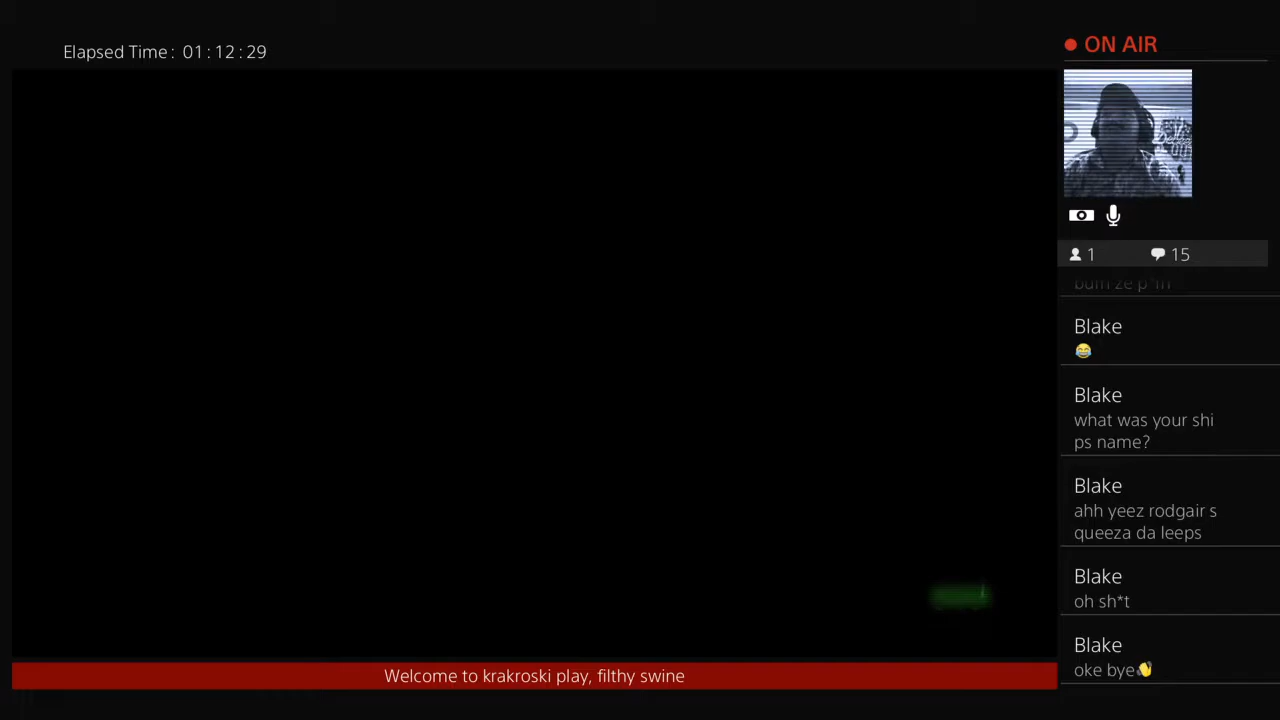 Elapsed Time: 01:12:29
ON AIR
1
15
Blake
😂
Blake
what was your shi
ps name?
Blake
ahh yeez rodgair s
queeza da leeps
Blake
oh sh*t
Blake
oke bye👋
Welcome to krakroski play, filthy swine